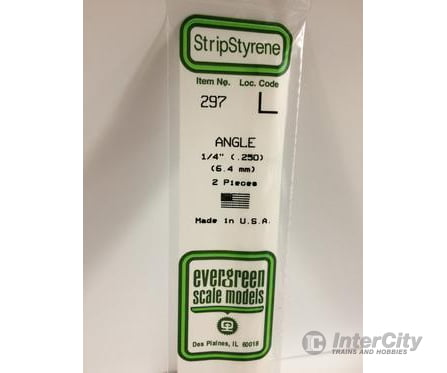 StripStyrene
Item No. Loc. Code
297
ANGLE
1/4" (.250)
(6.4 mm)
2 Pieces
Made in U.S.A.
evergreen
scale models
Des Plaines, IL 60018
IC InterCity
TRAINS AND HOBBIES